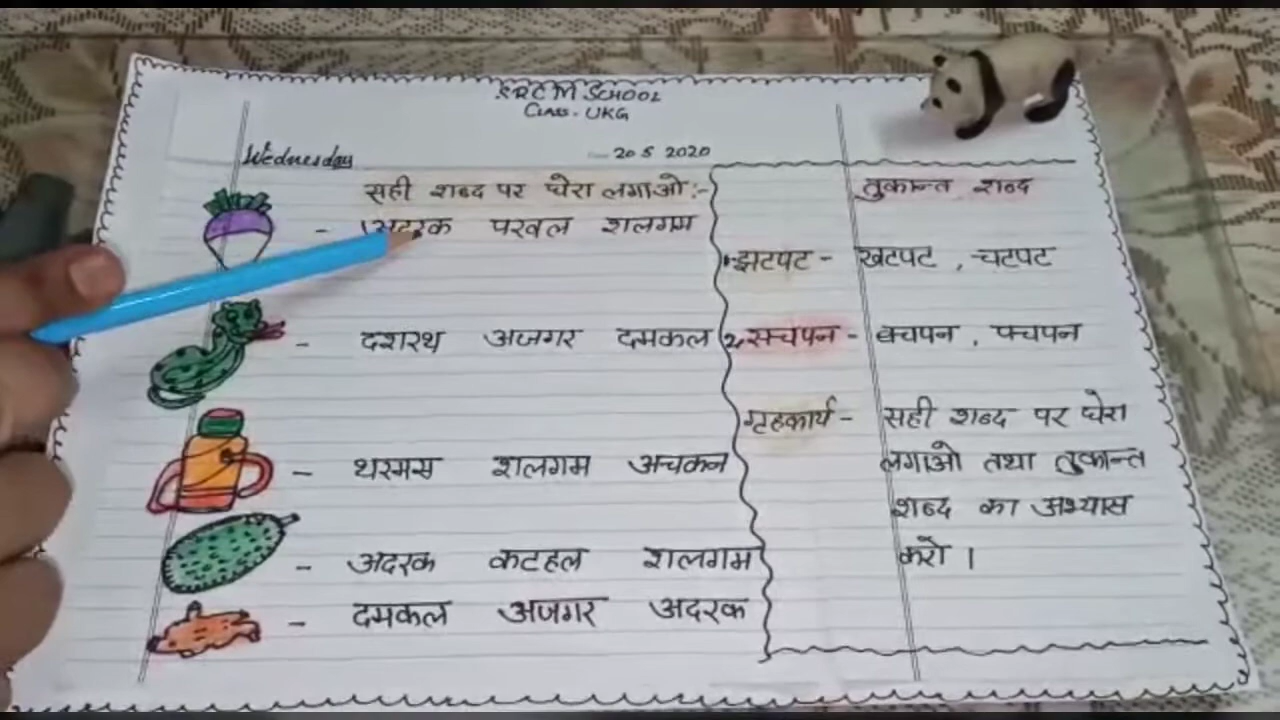 SCHOOL
CLASS - UKG
Wednesday
20 5 2020
सही शब्द पर घेरा लगाओ:-
- अदरक परवल शलगम
- दशरथ अजगर दमकल
- थरमस शलगम अचकन
- अदरक कटहल शलगम
- दमकल अजगर अदरक
तुकान्त शब्द
झटपट - खटपट , चटपट
बचपन , पचपन
गृहकार्य - सही शब्द पर घेरा
लगाओ तथा तुकान्त
शब्द का अभ्यास
करो ।